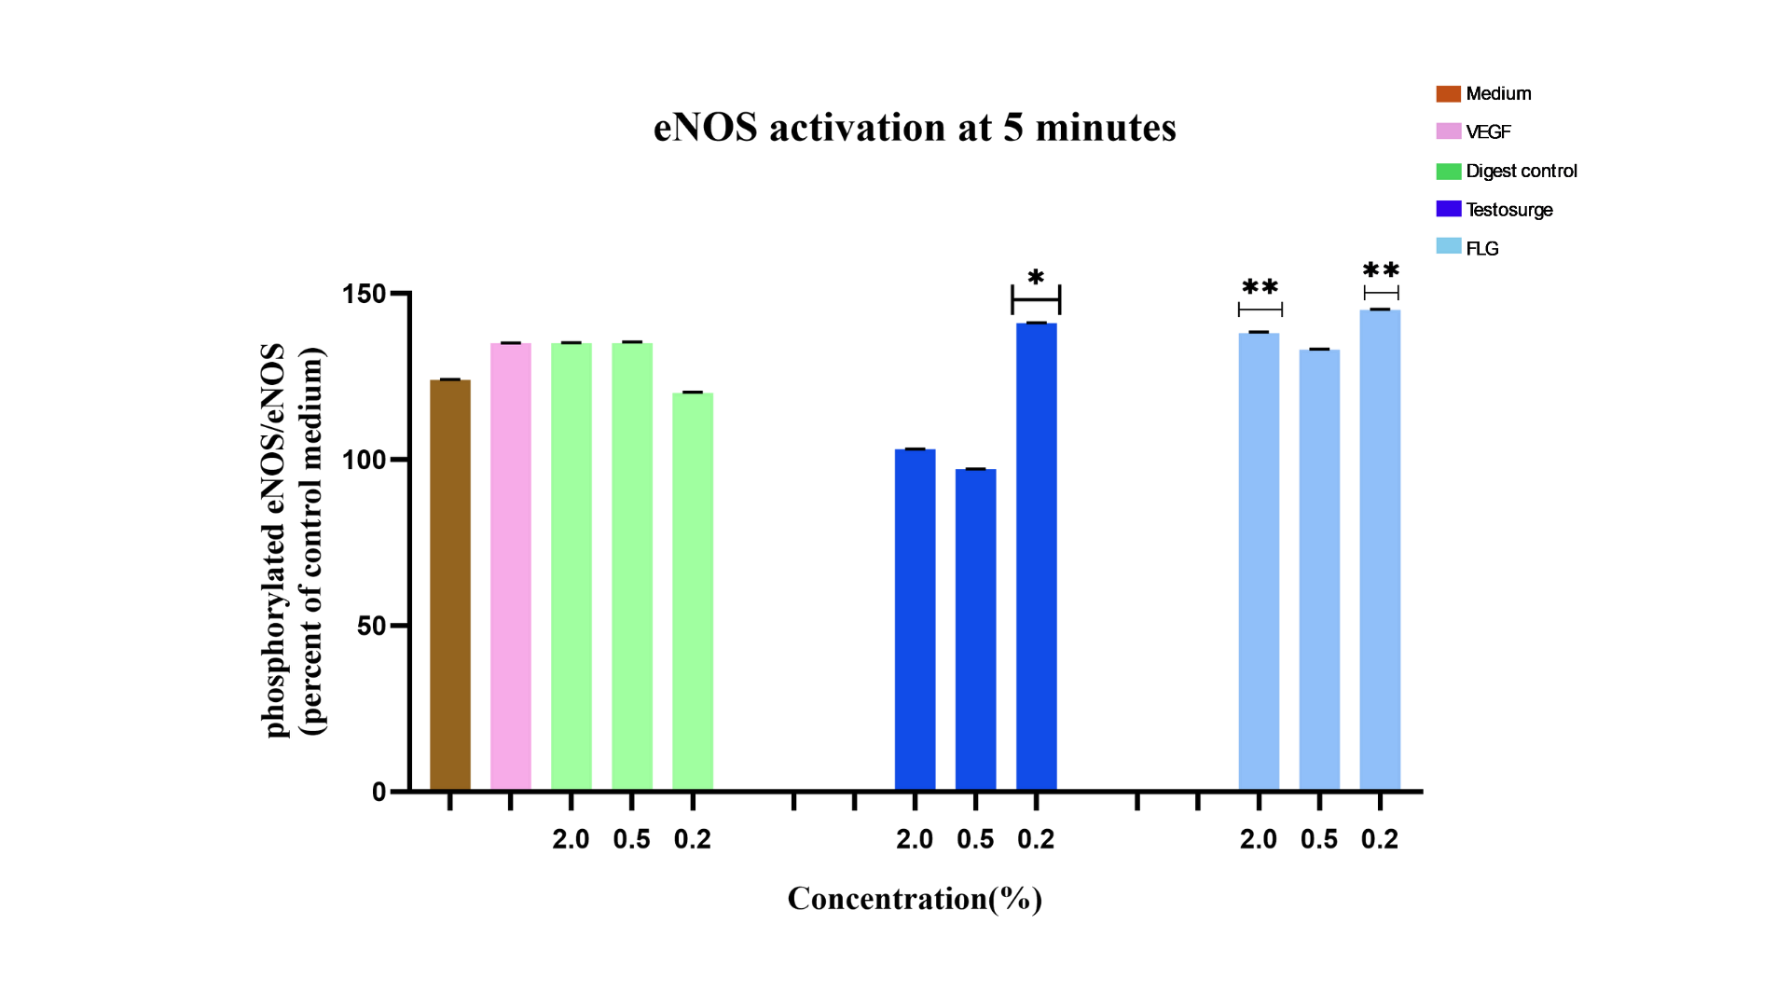 eNOS activation at 5 minutes
Medium
VEGF
Digest control
Testosurge
FLG
phosphorylated eNOS/eNOS
(percent of control medium)
150
100
50
0
*
**
**
2.0 0.5 0.2
2.0 0.5 0.2
2.0 0.5 0.2
Concentration(%)